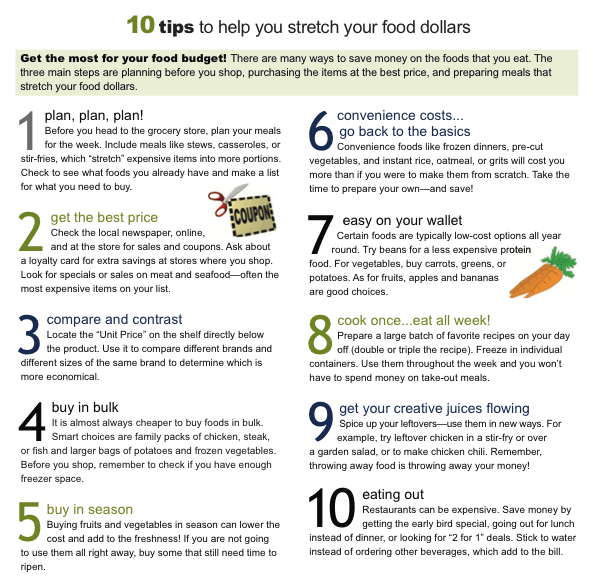 10 tips to help you stretch your food dollars
Get the most for your food budget! There are many ways to save money on the foods that you eat. The
three main steps are planning before you shop, purchasing the items at the best price, and preparing meals that
stretch your food dollars.
1 plan, plan, plan!
Before you head to the grocery store, plan your meals
for the week. Include meals like stews, casseroles, or
stir-fries, which “stretch” expensive items into more portions.
Check to see what foods you already have and make a list
for what you need to buy.
COUPON
2 get the best price
Check the local newspaper, online,
and at the store for sales and coupons. Ask about
a loyalty card for extra savings at stores where you shop.
Look for specials or sales on meat and seafood—often the
most expensive items on your list.
3 compare and contrast
Locate the “Unit Price” on the shelf directly below
the product. Use it to compare different brands and
different sizes of the same brand to determine which is
more economical.
4 buy in bulk
It is almost always cheaper to buy foods in bulk.
Smart choices are family packs of chicken, steak,
or fish and larger bags of potatoes and frozen vegetables.
Before you shop, remember to check if you have enough
freezer space.
5 buy in season
Buying fruits and vegetables in season can lower the
cost and add to the freshness! If you are not going
to use them all right away, buy some that still need time to
ripen.
6 convenience costs...
go back to the basics
Convenience foods like frozen dinners, pre-cut
vegetables, and instant rice, oatmeal, or grits will cost you
more than if you were to make them from scratch. Take the
time to prepare your own—and save!
7 easy on your wallet
Certain foods are typically low-cost options all year
round. Try beans for a less expensive protein
food. For vegetables, buy carrots, greens, or
potatoes. As for fruits, apples and bananas
are good choices.
8 cook once...eat all week!
Prepare a large batch of favorite recipes on your day
off (double or triple the recipe). Freeze in individual
containers. Use them throughout the week and you won’t
have to spend money on take-out meals.
9 get your creative juices flowing
Spice up your leftovers—use them in new ways. For
example, try leftover chicken in a stir-fry or over
a garden salad, or to make chicken chili. Remember,
throwing away food is throwing away your money!
10 eating out
Restaurants can be expensive. Save money by
getting the early bird special, going out for lunch
instead of dinner, or looking for “2 for 1” deals. Stick to water
instead of ordering other beverages, which add to the bill.